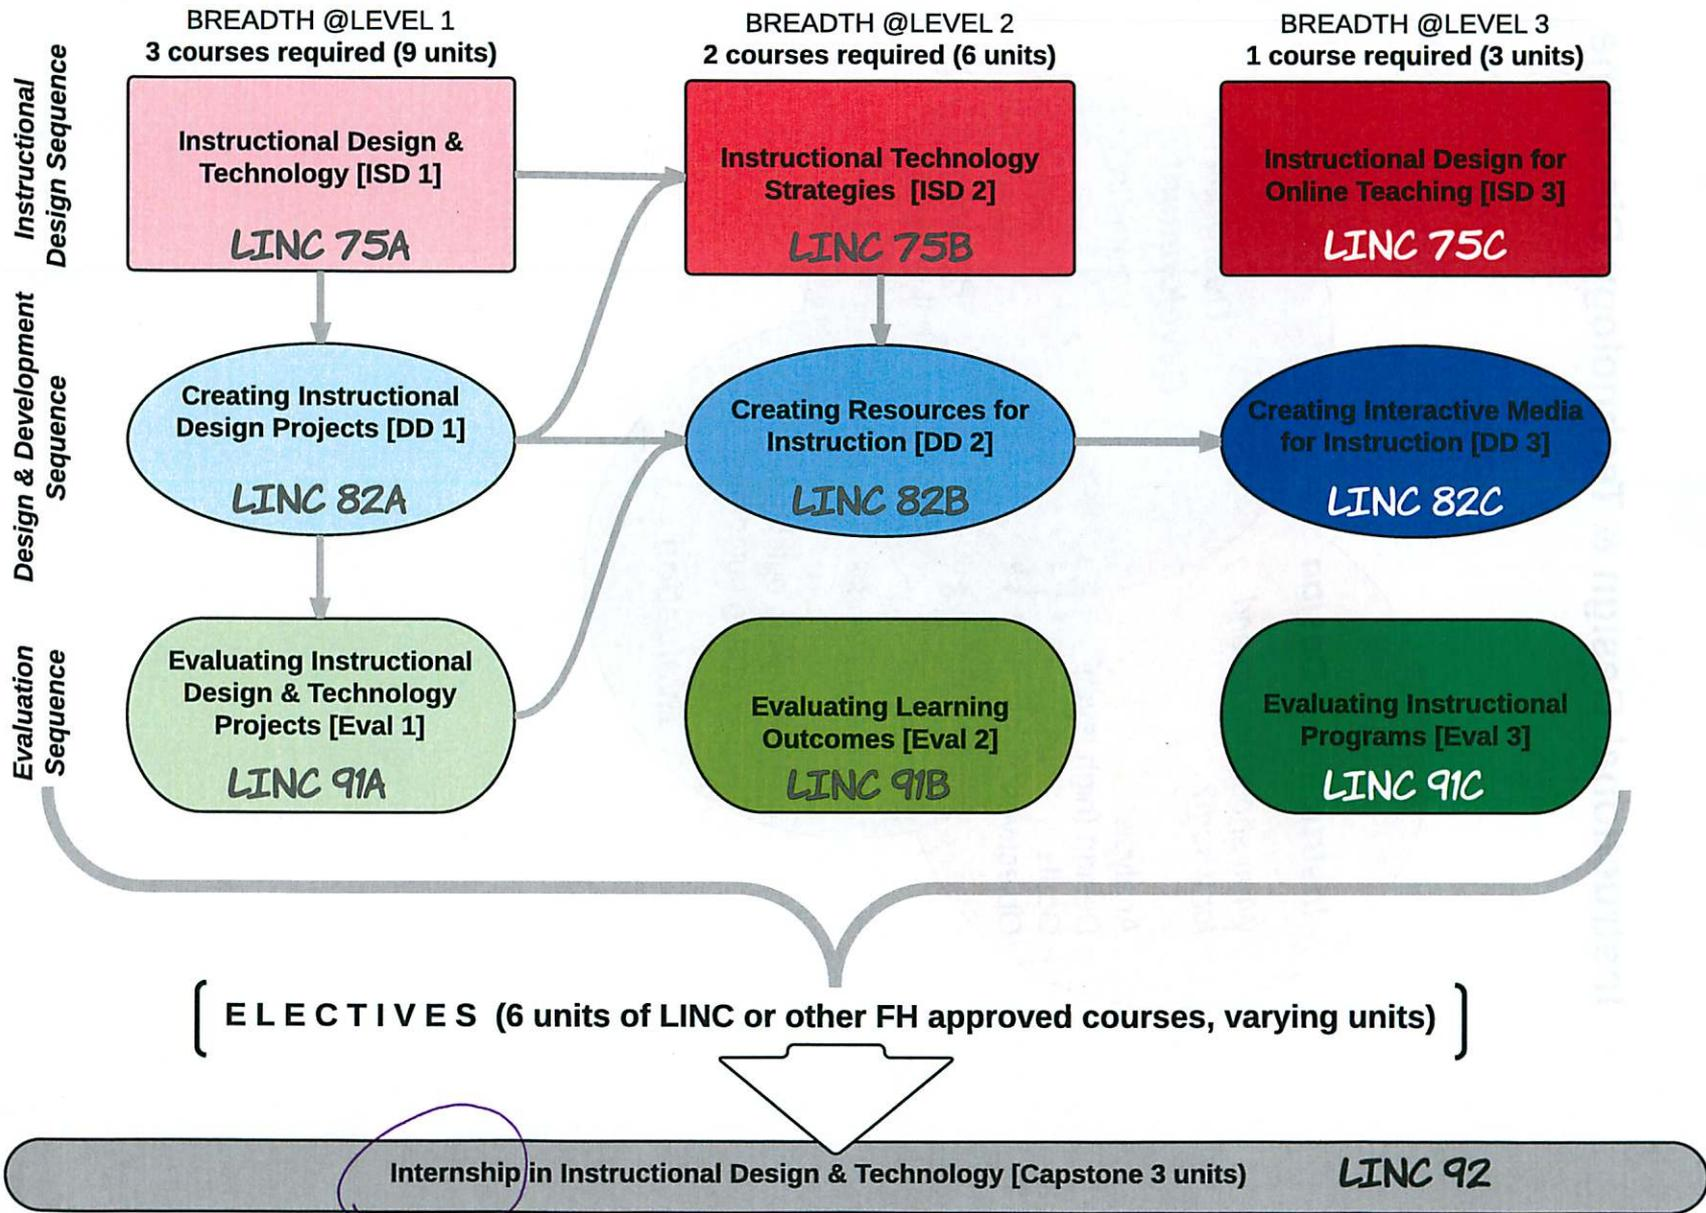 BREADTH @LEVEL 1
3 courses required (9 units)
BREADTH @LEVEL 2
2 courses required (6 units)
BREADTH @LEVEL 3
1 course required (3 units)
Instructional
Design Sequence
Instructional Design &
Technology [ISD 1]
LINC 75A
Instructional Technology
Strategies [ISD 2]
LINC 75B
Instructional Design for
Online Teaching [ISD 3]
LINC 75C
Design & Development
Sequence
Creating Instructional
Design Projects [DD 1]
LINC 82A
Creating Resources for
Instruction [DD 2]
LINC 82B
Creating Interactive Media
for Instruction [DD 3]
LINC 82C
Evaluation
Sequence
Evaluating Instructional
Design & Technology
Projects [Eval 1]
LINC 91A
Evaluating Learning
Outcomes [Eval 2]
LINC 91B
Evaluating Instructional
Programs [Eval 3]
LINC 91C
ELECTIVES (6 units of LINC or other FH approved courses, varying units)
Internship in Instructional Design & Technology [Capstone 3 units) LINC 92